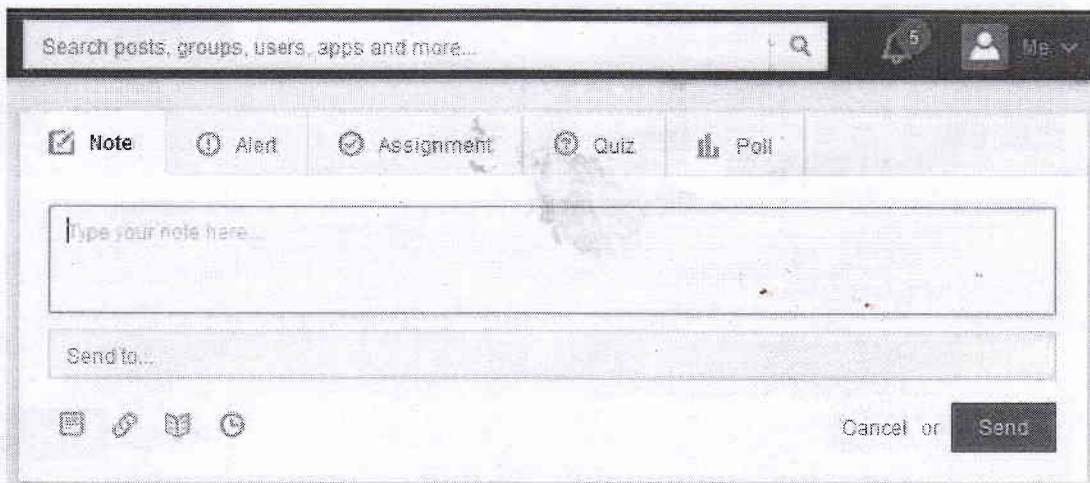 Search posts, groups, users, apps and more...
5
Me
Note
Alert
Assignment
Quiz
Poll
Type your note here...
Send to...
Cancel or Send